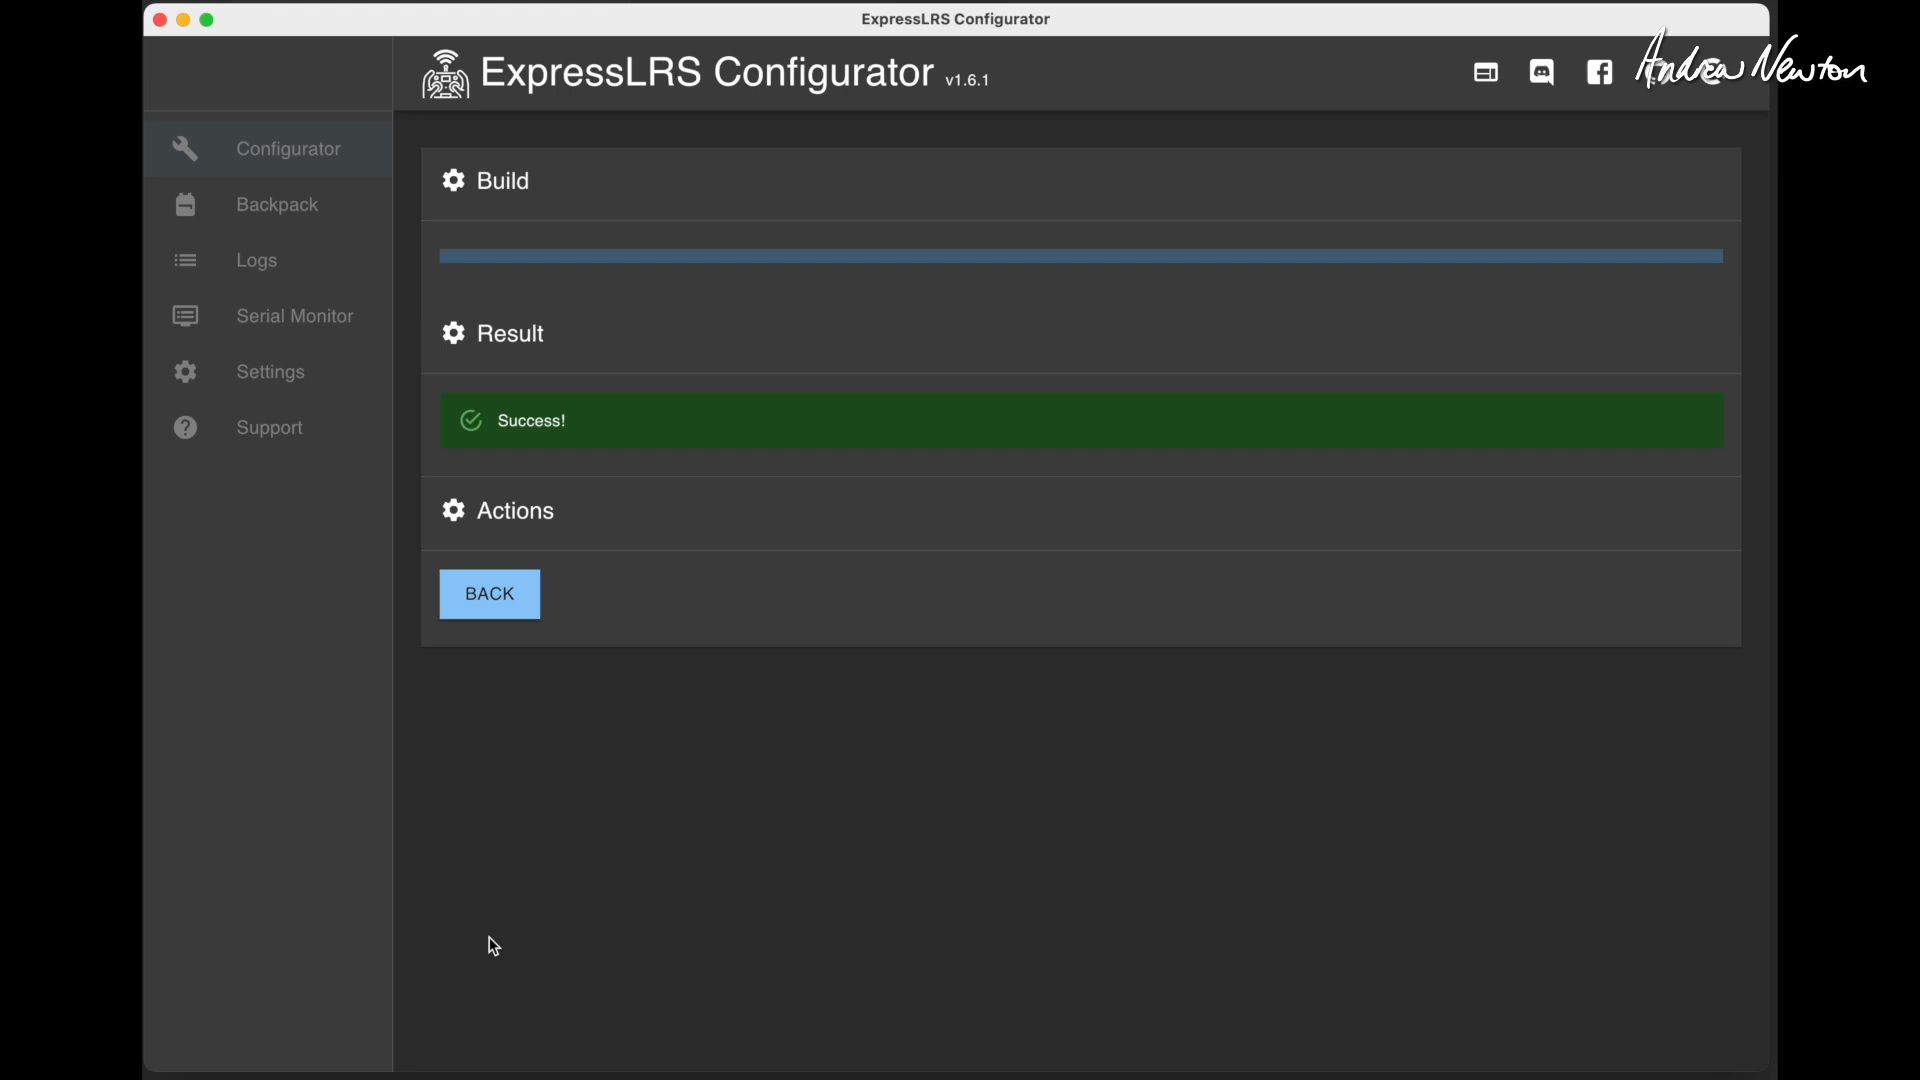 ExpressLRS Configurator
ExpressLRS Configurator v1.6.1
Andrew Newton
Configurator
Backpack
Logs
Serial Monitor
Settings
Support
Build
Result
Success!
Actions
BACK